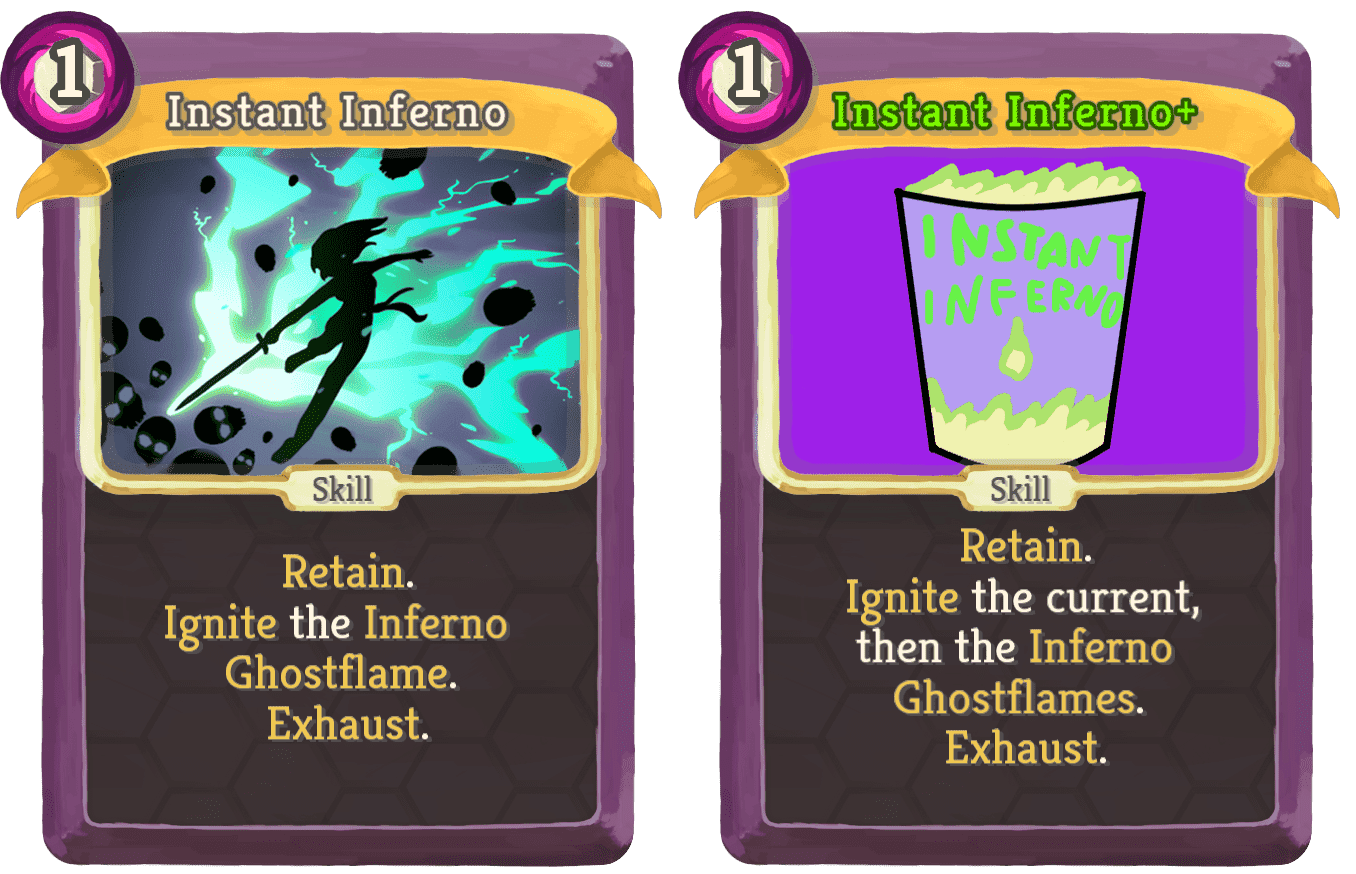 1
Instant Inferno
Skill
Retain.
Ignite the Inferno
Ghostflame.
Exhaust.
1
Instant Inferno+
INSTANT
INFERNO
Skill
Retain.
Ignite the current,
then the Inferno
Ghostflames.
Exhaust.